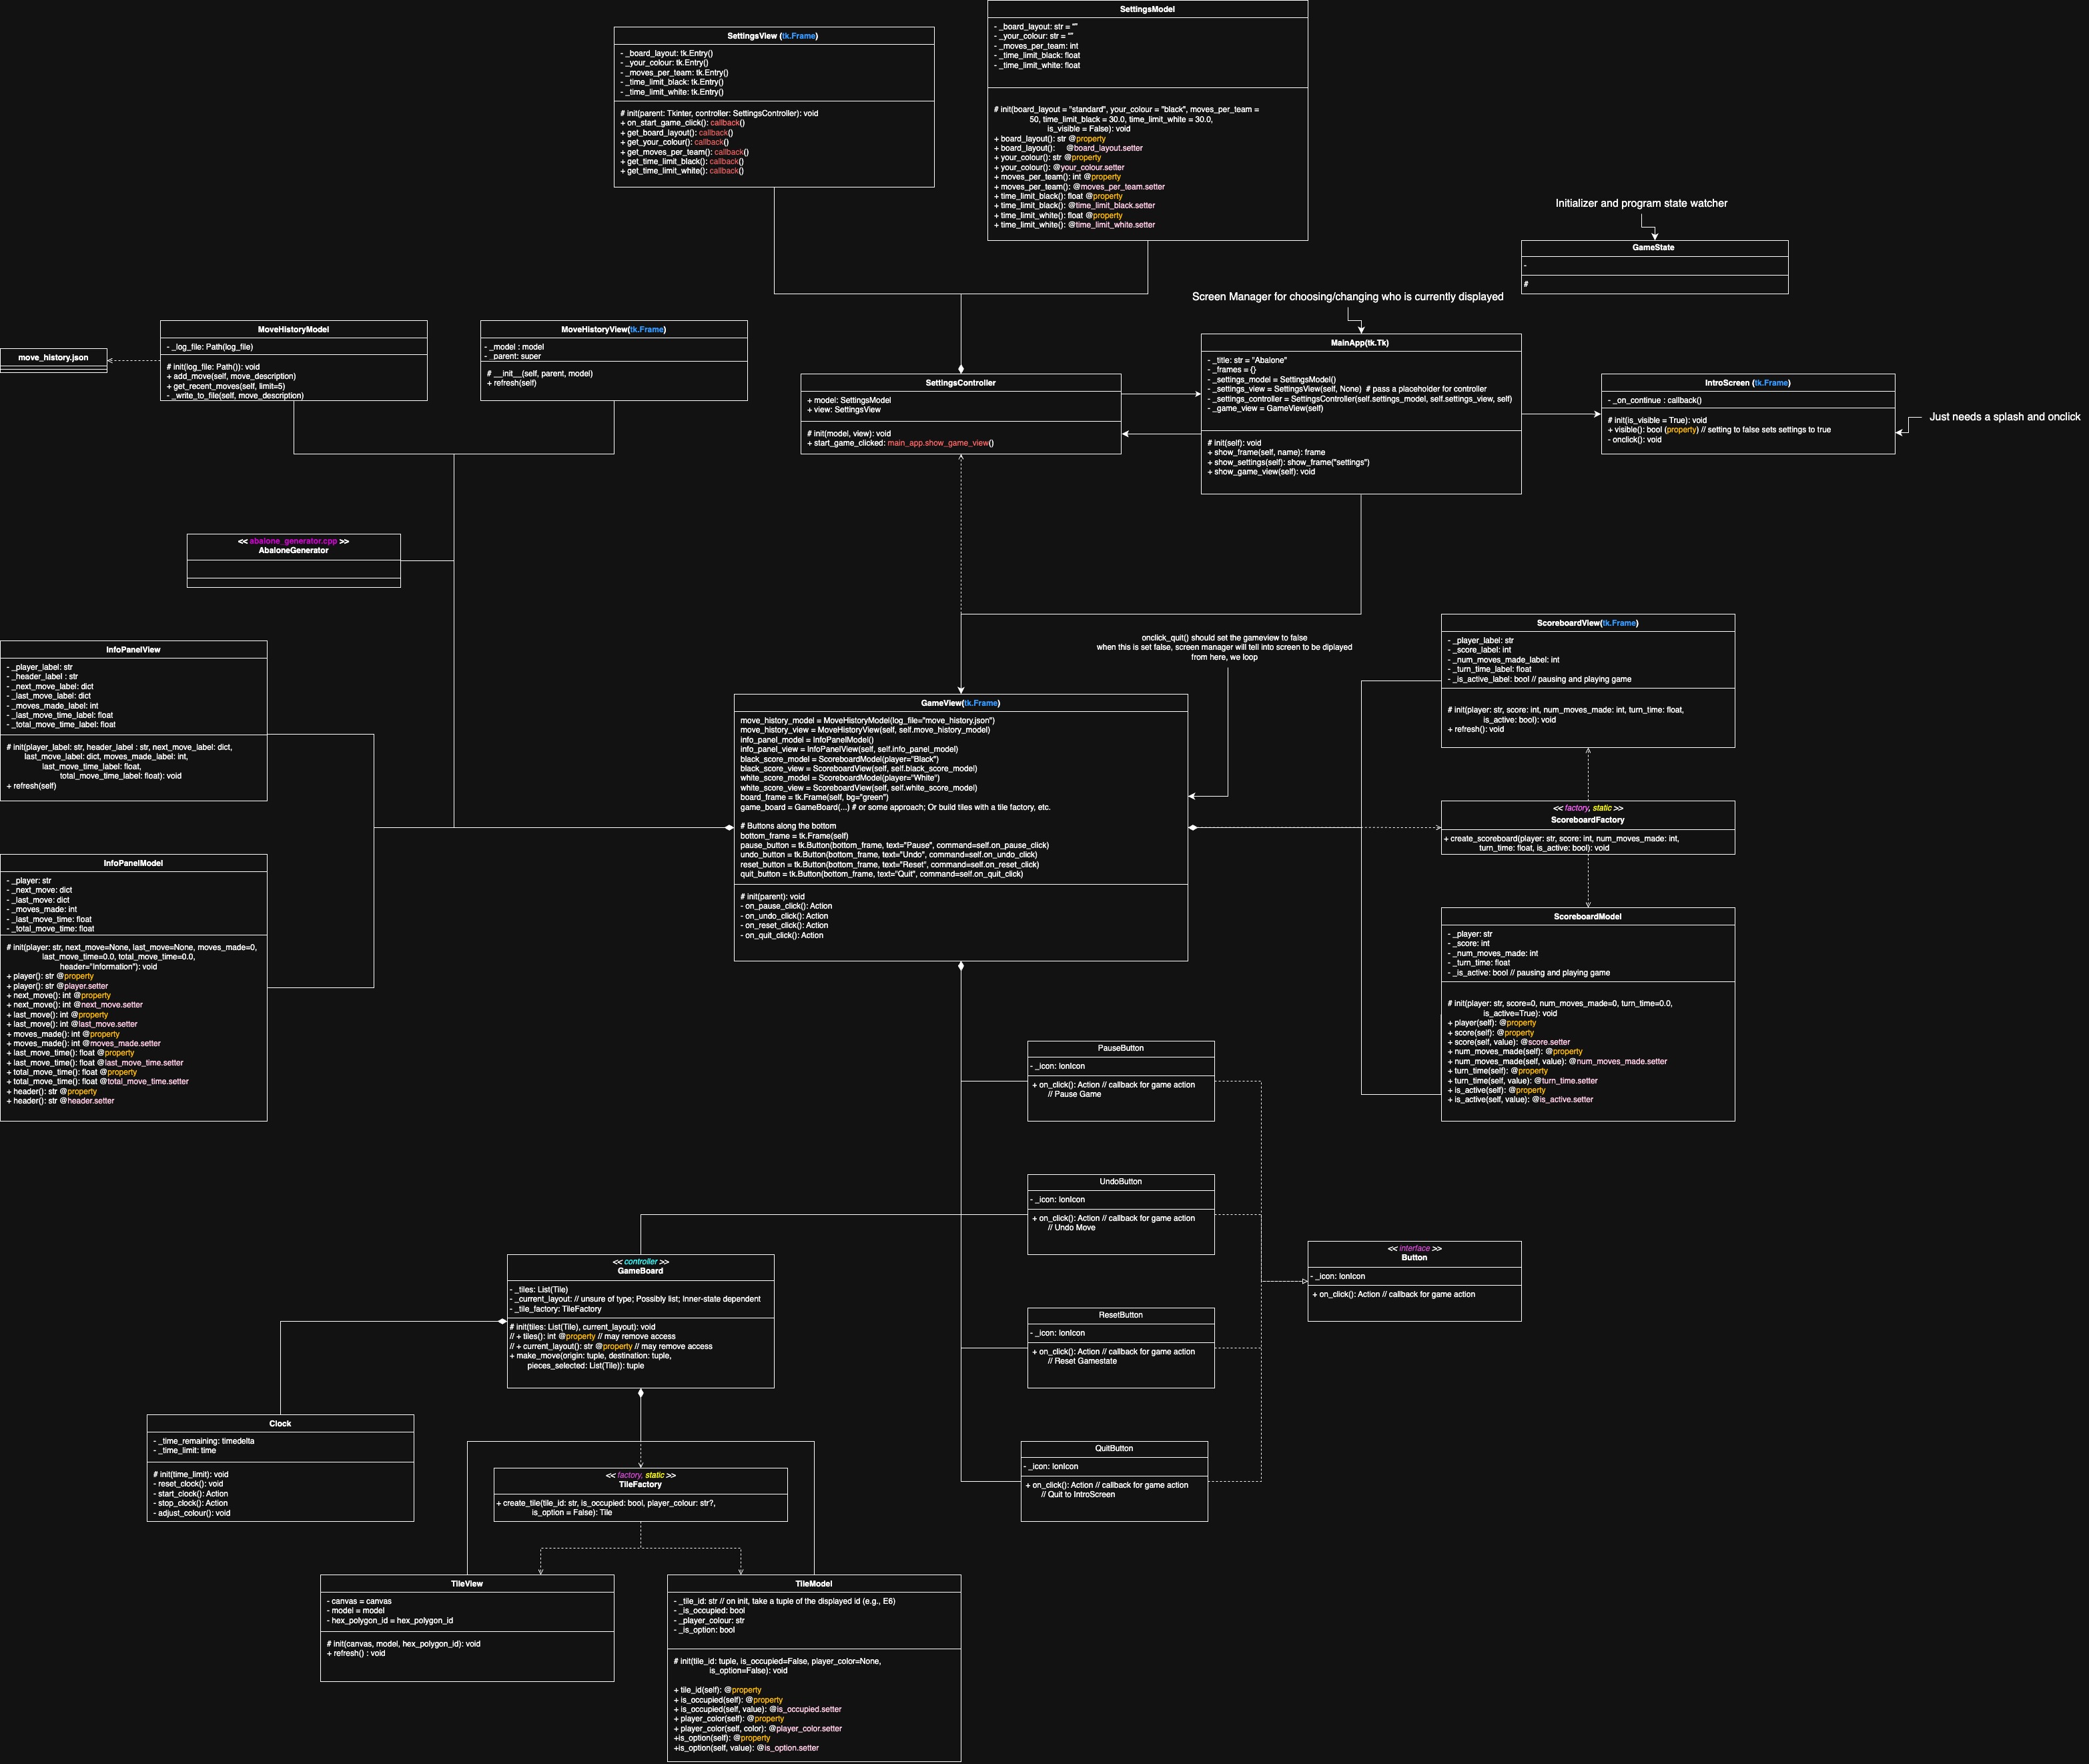 SettingsModel
- _board_layout: str = ""
- _your_colour: str = ""
- _moves_per_team: int
- _time_limit_black: float
- _time_limit_white: float
# init(board_layout = "standard", your_colour = "black", moves_per_team =
50, time_limit_black = 30.0, time_limit_white = 30.0,
is_visible = False): void
+ board_layout(): str @property
+ board_layout(): @board_layout.setter
+ your_colour(): str @property
+ your_colour(): @your_colour.setter
+ moves_per_team(): int @property
+ moves_per_team(): @moves_per_team.setter
+ time_limit_black(): float @property
+ time_limit_black(): @time_limit_black.setter
+ time_limit_white(): float @property
+ time_limit_white(): @time_limit_white.setter
SettingsView (tk.Frame)
- _board_layout: tk.Entry()
- _your_colour: tk.Entry()
- _moves_per_team: tk.Entry()
- _time_limit_black: tk.Entry()
- _time_limit_white: tk.Entry()
# init(parent: Tkinter, controller: SettingsController): void
+ on_start_game_click(): callback()
+ get_board_layout(): callback()
+ get_your_colour(): callback()
+ get_moves_per_team(): callback()
+ get_time_limit_black(): callback()
+ get_time_limit_white(): callback()
Initializer and program state watcher
GameState
-
#
Screen Manager for choosing/changing who is currently displayed
move_history.json
MoveHistoryModel
- _log_file: Path(log_file)
# init(log_file: Path()): void
+ add_move(self, move_description)
+ get_recent_moves(self, limit=5)
- _write_to_file(self, move_description)
MoveHistoryView(tk.Frame)
- _model : model
- _parent: super
# __init__(self, parent, model)
+ refresh(self)
SettingsController
+ model: SettingsModel
+ view: SettingsView
# init(model, view): void
+ start_game_clicked: main_app.show_game_view()
MainApp(tk.Tk)
- _title: str = "Abalone"
- _frames = {}
- _settings_model = SettingsModel()
- _settings_view = SettingsView(self, None)  # pass a placeholder for controller
- _settings_controller = SettingsController(self.settings_model, self.settings_view, self)
- _game_view = GameView(self)
# init(self): void
+ show_frame(self, name): frame
+ show_settings(self): show_frame("settings")
+ show_game_view(self): void
IntroScreen (tk.Frame)
- _on_continue : callback()
# init(is_visible = True): void
+ visible(): bool (property) // setting to false sets settings to true
- onclick(): void
Just needs a splash and onclick
<< abalone_generator.cpp >>
AbaloneGenerator
InfoPanelView
- _player_label: str
- _header_label : str
- _next_move_label: dict
- _last_move_label: dict
- _moves_made_label: int
- _last_move_time_label: float
- _total_move_time_label: float
# init(player_label: str, header_label : str, next_move_label: dict,
last_move_label: dict, moves_made_label: int,
last_move_time_label: float,
total_move_time_label: float): void
+ refresh(self)
onclick_quit() should set the gameview to false
when this is set false, screen manager will tell into screen to be diplayed
from here, we loop
ScoreboardView(tk.Frame)
- _player_label: str
- _score_label: int
- _num_moves_made_label: int
- _turn_time_label: float
- _is_active_label: bool // pausing and playing game
# init(player: str, score: int, num_moves_made: int, turn_time: float,
is_active: bool): void
+ refresh(): void
GameView(tk.Frame)
move_history_model = MoveHistoryModel(log_file="move_history.json")
move_history_view = MoveHistoryView(self, self.move_history_model)
info_panel_model = InfoPanelModel()
info_panel_view = InfoPanelView(self, self.info_panel_model)
black_score_model = ScoreboardModel(player="Black")
black_score_view = ScoreboardView(self, self.black_score_model)
white_score_model = ScoreboardModel(player="White")
white_score_view = ScoreboardView(self, self.white_score_model)
board_frame = tk.Frame(self, bg="green")
game_board = GameBoard(...) # or some approach; Or build tiles with a tile factory, etc.
# Buttons along the bottom
bottom_frame = tk.Frame(self)
pause_button = tk.Button(bottom_frame, text="Pause", command=self.on_pause_click)
undo_button = tk.Button(bottom_frame, text="Undo", command=self.on_undo_click)
reset_button = tk.Button(bottom_frame, text="Reset", command=self.on_reset_click)
quit_button = tk.Button(bottom_frame, text="Quit", command=self.on_quit_click)
# init(parent): void
- on_pause_click(): Action
- on_undo_click(): Action
- on_reset_click(): Action
- on_quit_click(): Action
<< factory, static >>
ScoreboardFactory
+ create_scoreboard(player: str, score: int, num_moves_made: int,
turn_time: float, is_active: bool): void
InfoPanelModel
- _player: str
- _next_move: dict
- _last_move: dict
- _moves_made: int
- _last_move_time: float
- _total_move_time: float
# init(player: str, next_move=None, last_move=None, moves_made=0,
last_move_time=0.0, total_move_time=0.0,
header="Information"): void
+ player(): str @property
+ player(): str @player.setter
+ next_move(): int @property
+ next_move(): int @next_move.setter
+ last_move(): int @property
+ last_move(): int @last_move.setter
+ moves_made(): int @property
+ moves_made(): int @moves_made.setter
+ last_move_time(): float @property
+ last_move_time(): float @last_move_time.setter
+ total_move_time(): float @property
+ total_move_time(): float @total_move_time.setter
+ header(): str @property
+ header(): str @header.setter
ScoreboardModel
- _player: str
- _score: int
- _num_moves_made: int
- _turn_time: float
- _is_active: bool // pausing and playing game
# init(player: str, score=0, num_moves_made=0, turn_time=0.0,
is_active=True): void
+ player(self): @property
+ score(self): @property
+ score(self, value): @score.setter
+ num_moves_made(self): @property
+ num_moves_made(self, value): @num_moves_made.setter
+ turn_time(self): @property
+ turn_time(self, value): @turn_time.setter
+ is_active(self): @property
+ is_active(self, value): @is_active.setter
PauseButton
- _icon: IonIcon
+ on_click(): Action // callback for game action
// Pause Game
UndoButton
- _icon: IonIcon
+ on_click(): Action // callback for game action
// Undo Move
<< interface >>
Button
- _icon: IonIcon
+ on_click(): Action // callback for game action
ResetButton
- _icon: IonIcon
+ on_click(): Action // callback for game action
// Reset Gamestate
QuitButton
- _icon: IonIcon
+ on_click(): Action // callback for game action
// Quit to IntroScreen
<< controller >>
GameBoard
- _tiles: List(Tile)
- _current_layout: // unsure of type; Possibly list; Inner-state dependent
- _tile_factory: TileFactory
# init(tiles: List(Tile), current_layout): void
// + tiles(): int @property // may remove access
// + current_layout(): str @property // may remove access
+ make_move(origin: tuple, destination: tuple,
pieces_selected: List(Tile)): tuple
Clock
- _time_remaining: timedelta
- _time_limit: time
# init(time_limit): void
- reset_clock(): void
- start_clock(): Action
- stop_clock(): Action
- adjust_colour(): void
<< factory, static >>
TileFactory
+ create_tile(tile_id: str, is_occupied: bool, player_colour: str?,
is_option = False): Tile
TileView
- canvas = canvas
- model = model
- hex_polygon_id = hex_polygon_id
# init(canvas, model, hex_polygon_id): void
+ refresh() : void
TileModel
- _tile_id: str // on init, take a tuple of the displayed id (e.g., E6)
- _is_occupied: bool
- _player_colour: str
- _is_option: bool
# init(tile_id: tuple, is_occupied=False, player_color=None,
is_option=False): void
+ tile_id(self): @property
+ is_occupied(self): @property
+ is_occupied(self, value): @is_occupied.setter
+ player_color(self): @property
+ player_color(self, color): @player_color.setter
+is_option(self): @property
+is_option(self, value): @is_option.setter